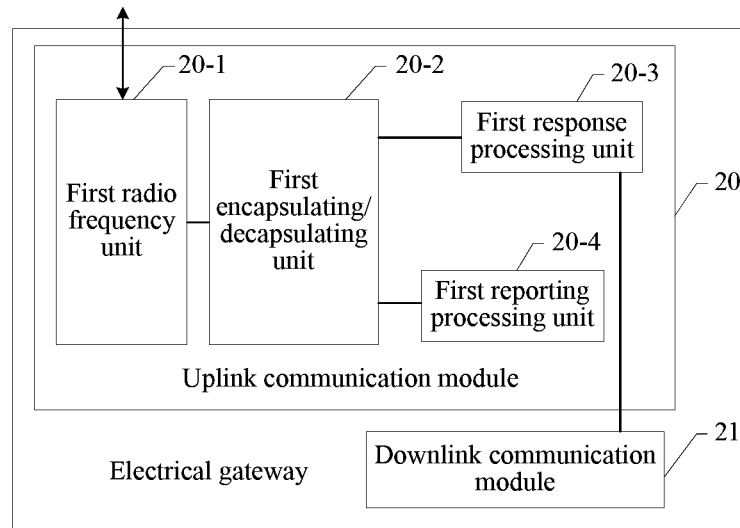 20-1
20-2
20-3
First response
processing unit
First radio
frequency
unit
First
encapsulating/
decapsulating
unit
20
20-4
First reporting
processing unit
Uplink communication module
21
Downlink communication
module
Electrical gateway